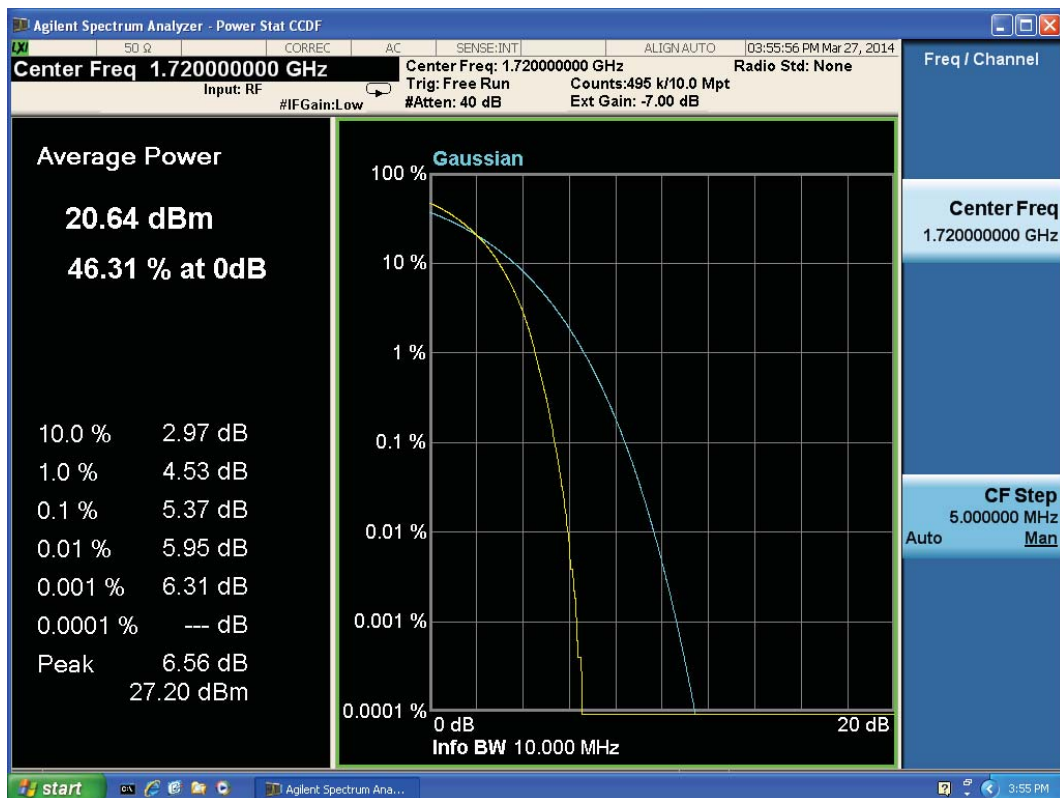 Agilent Spectrum Analyzer - Power Stat CCDF
LXI 50 Ω CORREC AC SENSE:INT ALIGNAUTO 03:55:56 PM Mar 27, 2014
Center Freq 1.720000000 GHz
Input: RF
#IFGain:Low
Center Freq: 1.720000000 GHz
Radio Std: None
Trig: Free Run
Counts:495 k/10.0 Mpt
#Atten: 40 dB
Ext Gain: -7.00 dB
Average Power
20.64 dBm
46.31 % at 0dB
10.0 % 2.97 dB
1.0 % 4.53 dB
0.1 % 5.37 dB
0.01 % 5.95 dB
0.001 % 6.31 dB
0.0001 % --- dB
Peak 6.56 dB
27.20 dBm
Gaussian
100 %
10 %
1 %
0.1 %
0.01 %
0.001 %
0.0001 %
0 dB 20 dB
Info BW 10.000 MHz
Freq / Channel
Center Freq
1.720000000 GHz
CF Step
5.000000 MHz
Auto Man
start
Agilent Spectrum Ana...
3:55 PM